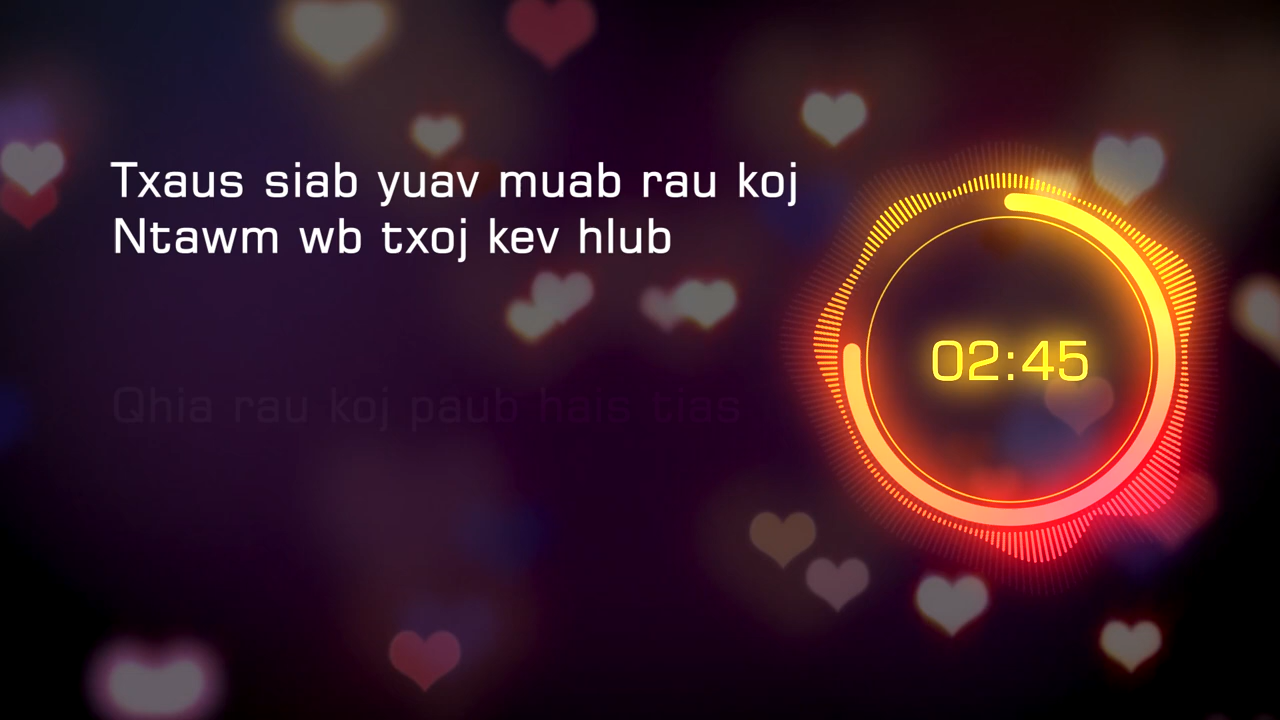 Txaus siab yuav muab rau koj
Ntawm wb txoj kev hlub
Qhia rau koj paub hais tias
02:45